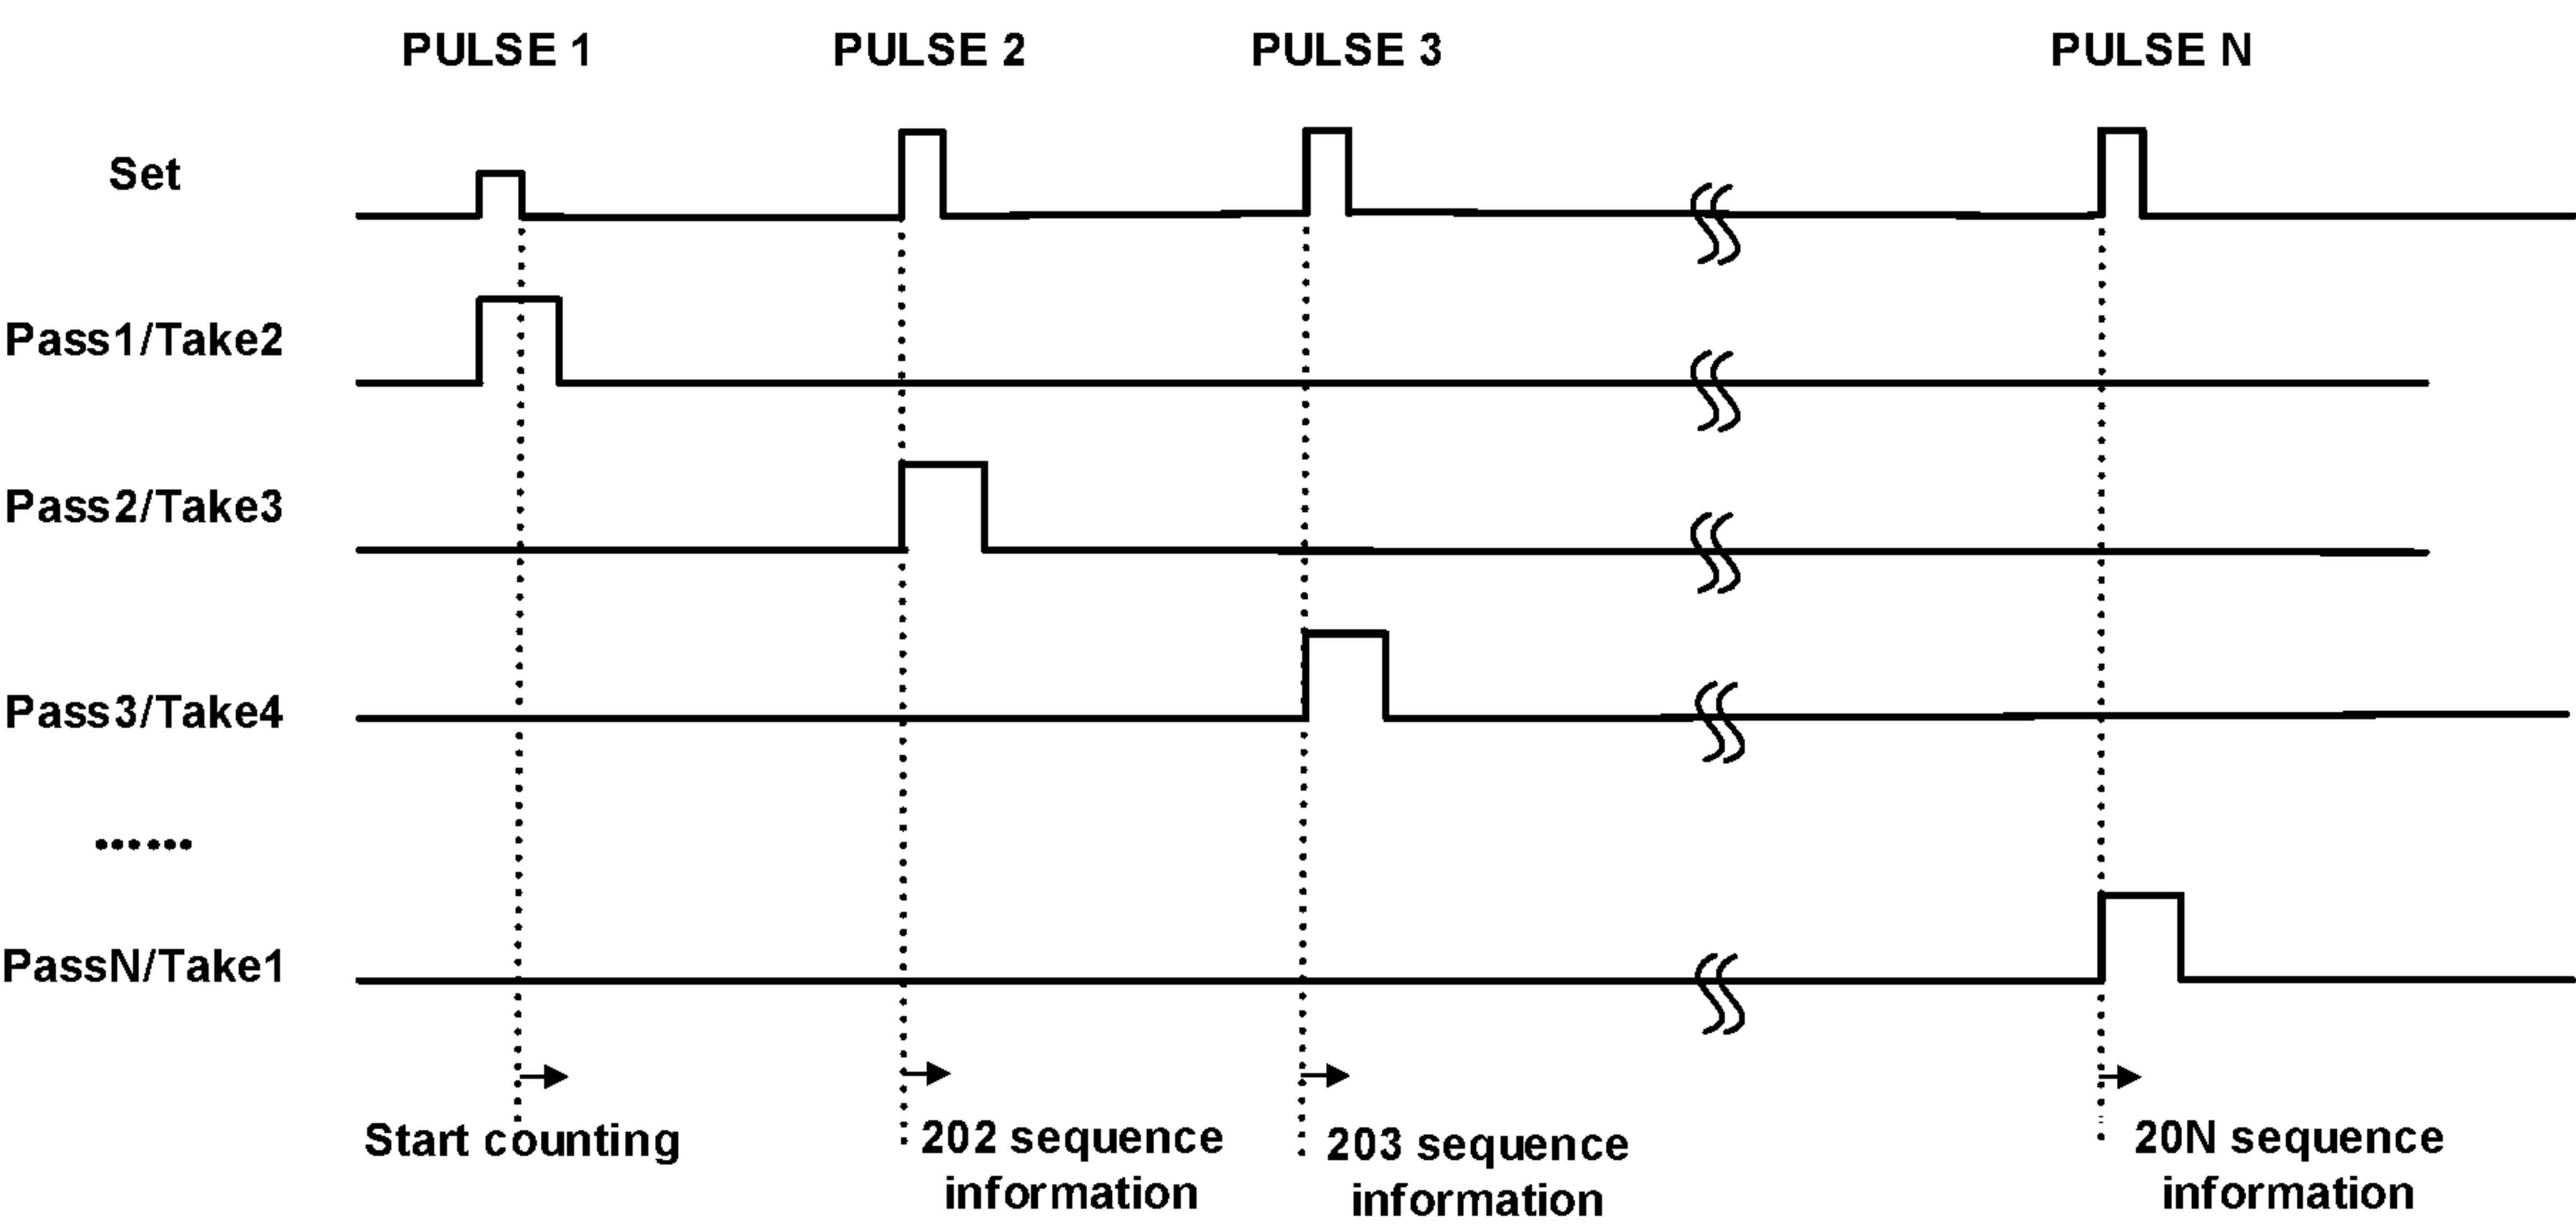 PULSE 1 PULSE 2 PULSE 3 PULSE N
Set
Pass1/Take2
Pass2/Take3
Pass3/Take4
......
PassN/Take1
Start counting
202 sequence
information
203 sequence
information
20N sequence
information